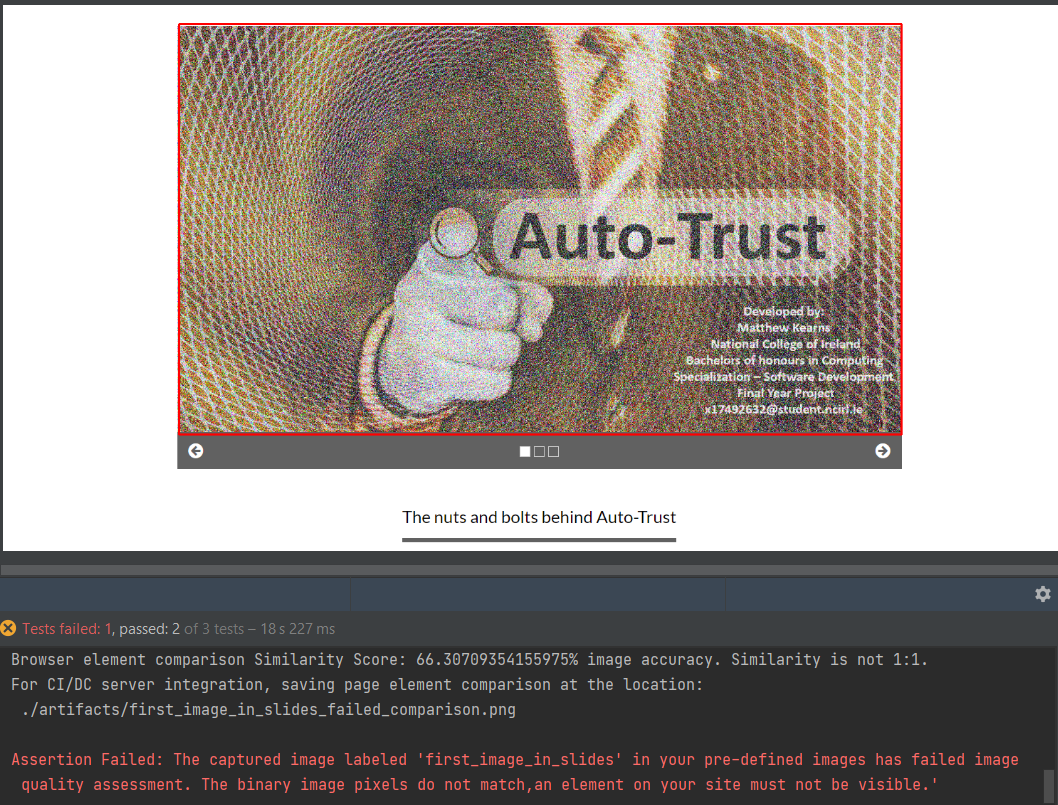 Auto-Trust
Developed by:
Matthew Kearns
National College of Ireland
Bachelors of honours in Computing
Specialization – Software Development
Final Year Project
x17492632@student.ncirl.ie
The nuts and bolts behind Auto-Trust
Tests failed: 1, passed: 2 of 3 tests – 18 s 227 ms
Browser element comparison Similarity Score: 66.30709354155975% image accuracy. Similarity is not 1:1.
For CI/DC server integration, saving page element comparison at the location:
./artifacts/first_image_in_slides_failed_comparison.png
Assertion Failed: The captured image labeled 'first_image_in_slides' in your pre-defined images has failed image
quality assessment. The binary image pixels do not match,an element on your site must not be visible.'